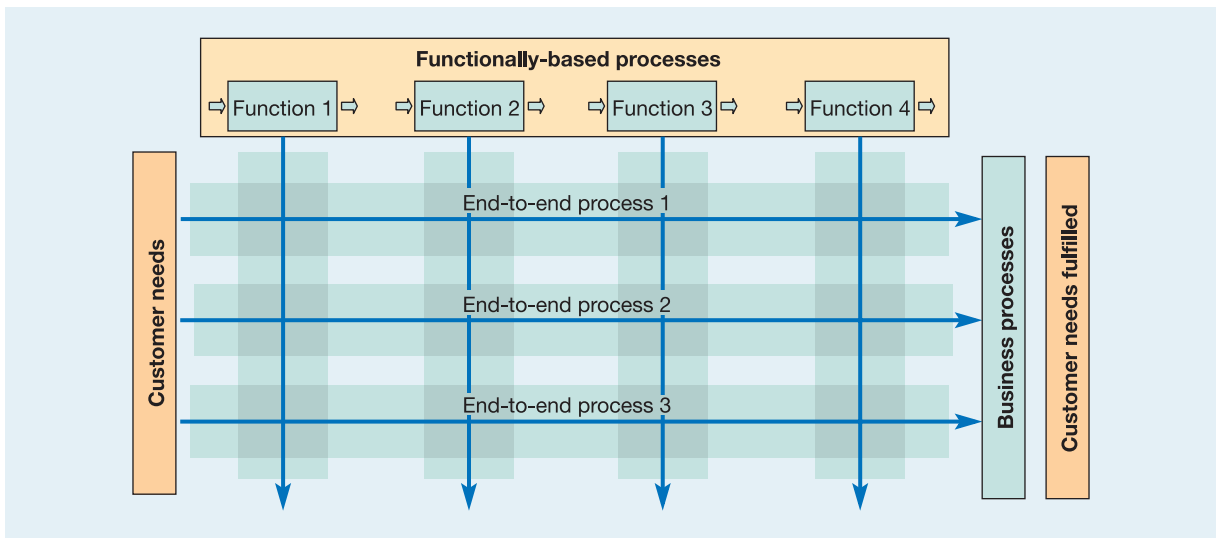 Functionally-based processes
Function 1
Function 2
Function 3
Function 4
Customer needs
End-to-end process 1
End-to-end process 2
End-to-end process 3
Business processes
Customer needs fulfilled